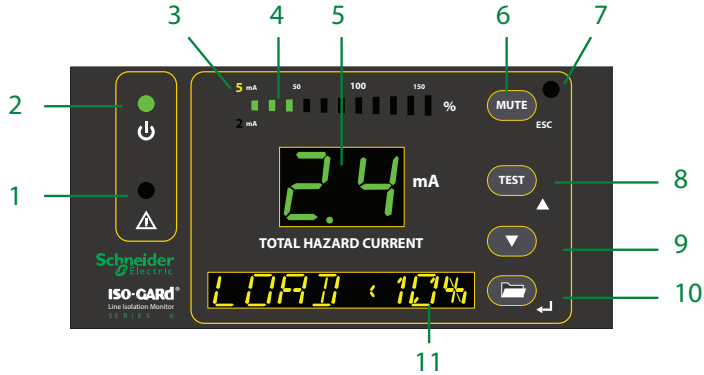 3 4 5 6 7
5 mA 50 100 150
%
2 mA
MUTE
ESC
2
1
2.4 mA
TOTAL HAZARD CURRENT
TEST
8
9
10
Schneider
Electric
ISO-GARD®
Line Isolation Monitor
SERIES 6
LOAD < 10%
11